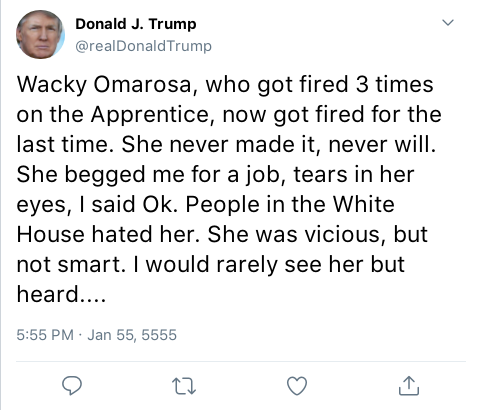 Donald J. Trump
@realDonaldTrump
Wacky Omarosa, who got fired 3 times
on the Apprentice, now got fired for the
last time. She never made it, never will.
She begged me for a job, tears in her
eyes, I said Ok. People in the White
House hated her. She was vicious, but
not smart. I would rarely see her but
heard....
5:55 PM · Jan 55, 5555